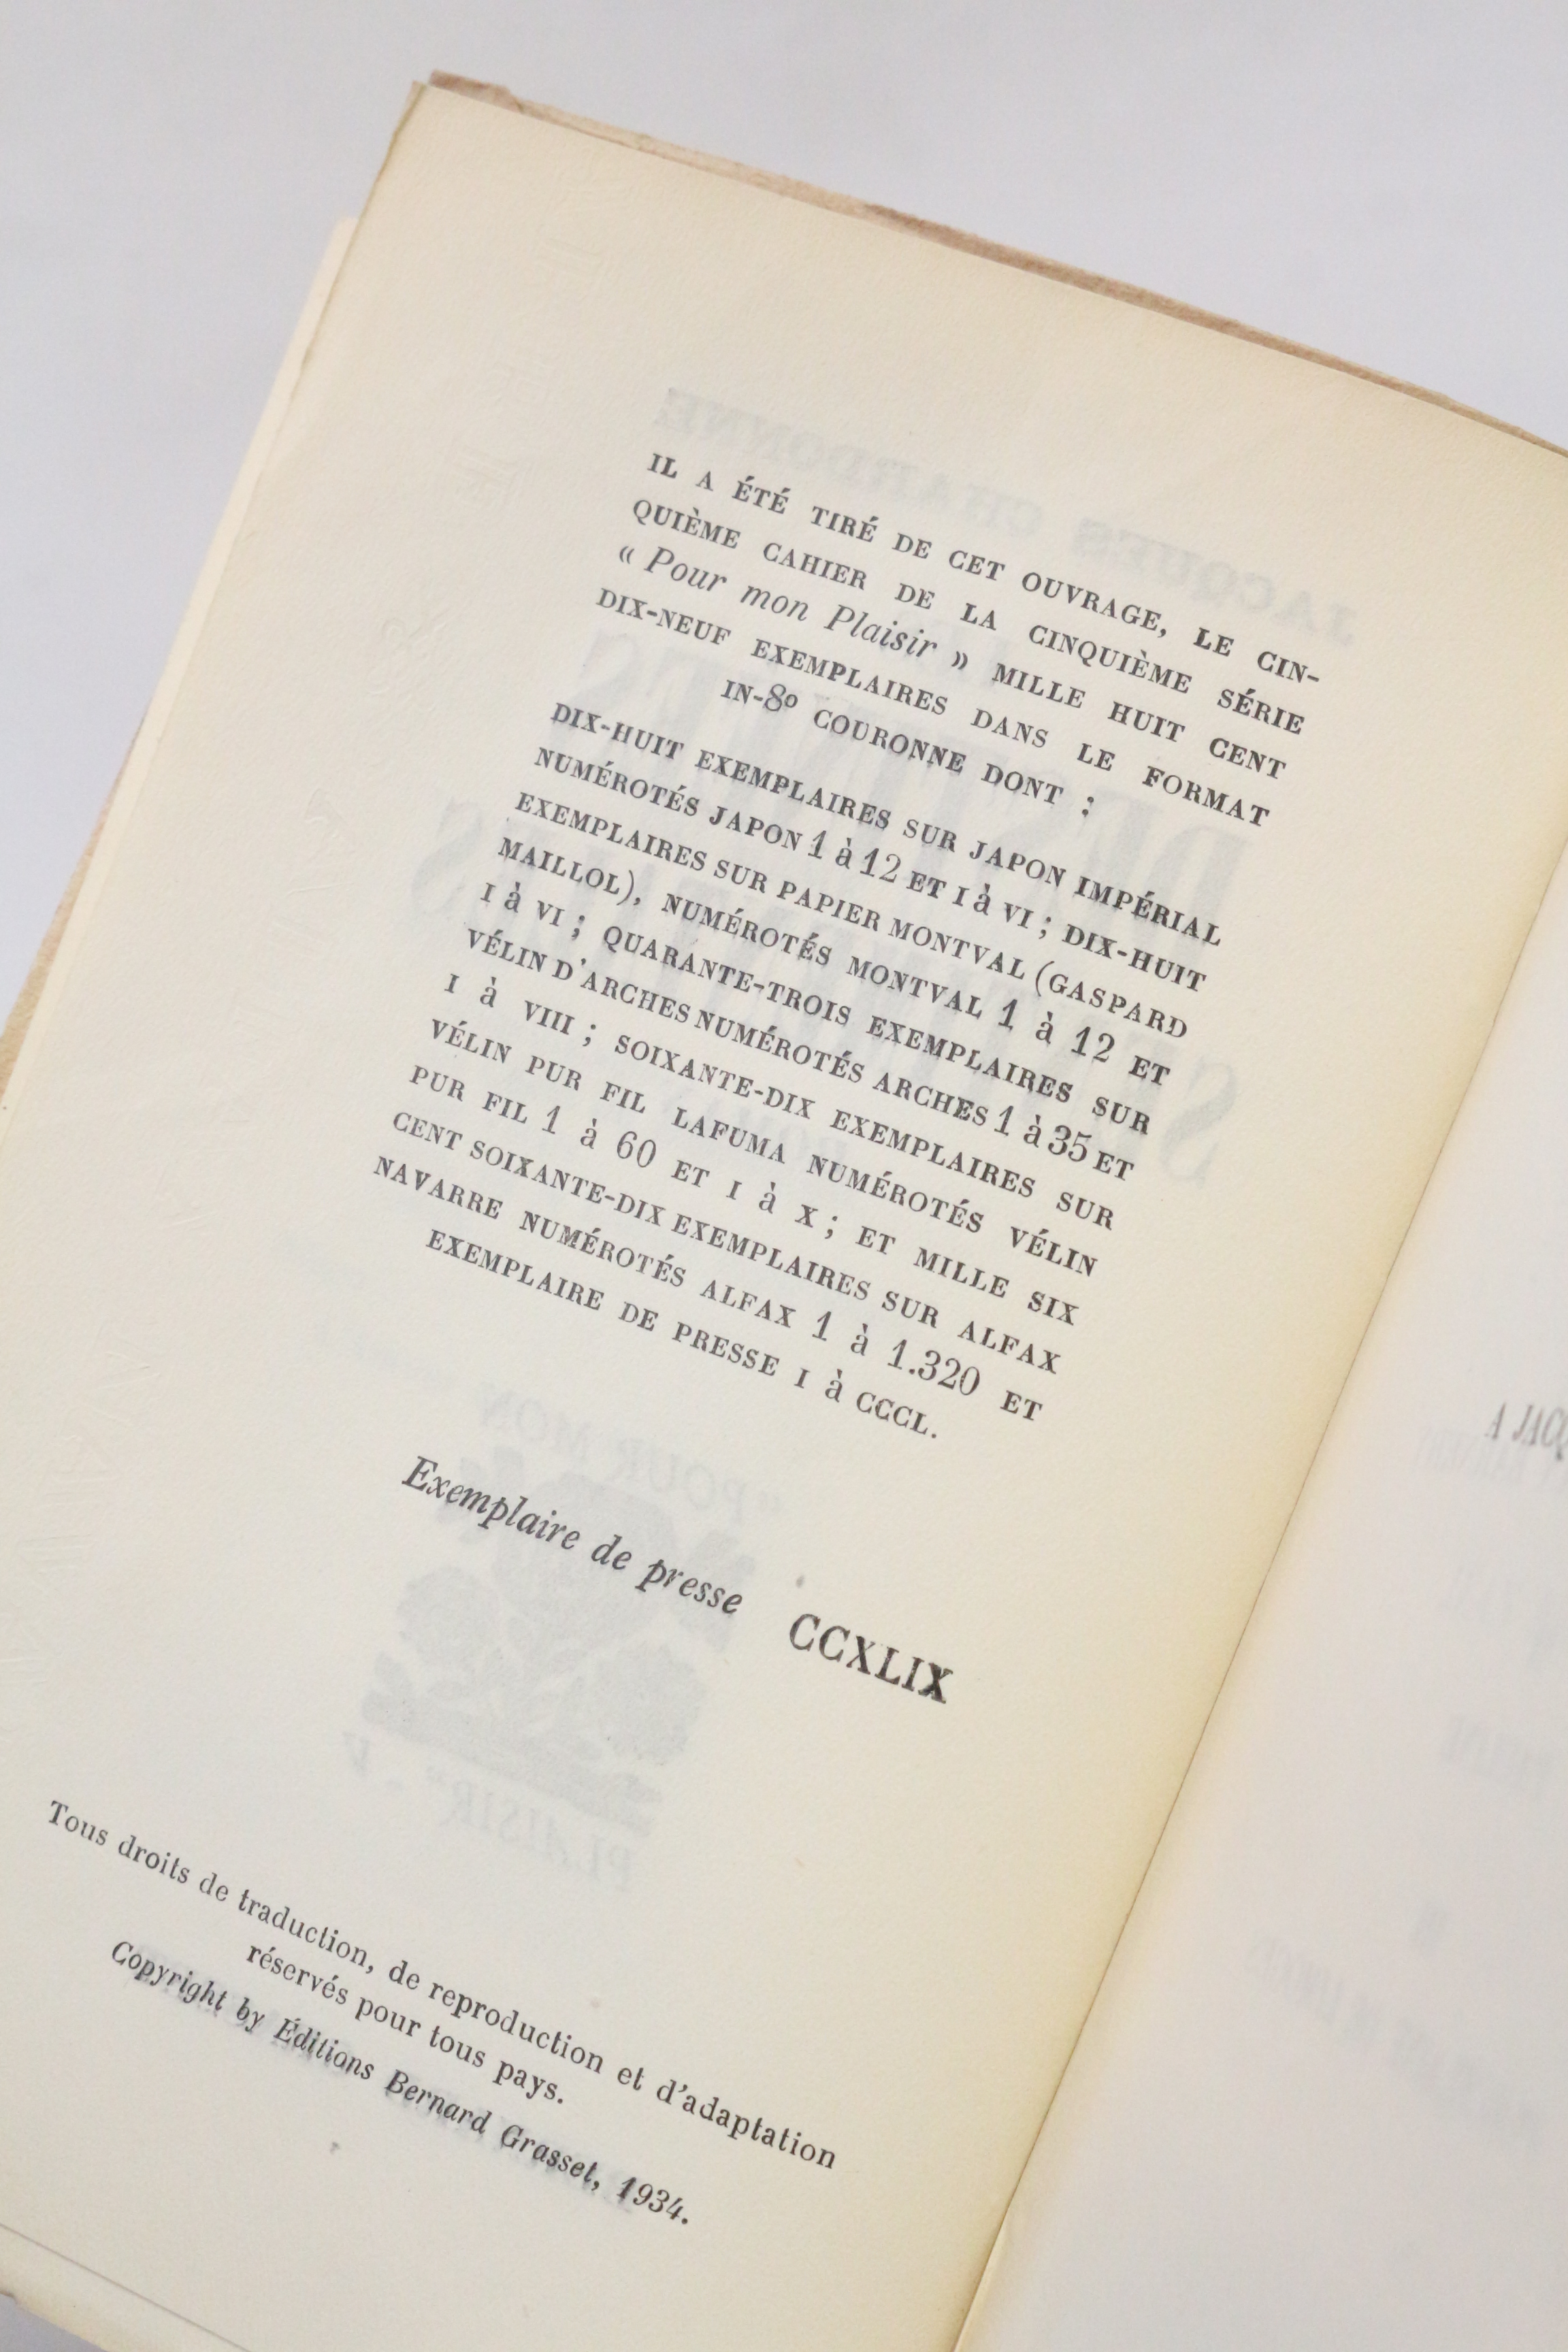 IL A ÉTÉ TIRÉ DE CET OUVRAGE, LE CIN-
QUIÈME CAHIER DE LA CINQUIÈME SÉRIE
« Pour mon Plaisir » MILLE HUIT CENT
DIX-NEUF EXEMPLAIRES DANS LE FORMAT
IN-8o COURONNE DONT :
DIX-HUIT EXEMPLAIRES SUR JAPON IMPÉRIAL
NUMÉROTÉS JAPON 1 à 12 ET I à VI ; DIX-HUIT
EXEMPLAIRES SUR PAPIER MONTVAL (GASPARD
MAILLOL), NUMÉROTÉS MONTVAL 1 à 12 ET
I à VI ; QUARANTE-TROIS EXEMPLAIRES SUR
VÉLIN D'ARCHES NUMÉROTÉS ARCHES 1 à 35 ET
I à VIII ; SOIXANTE-DIX EXEMPLAIRES SUR
VÉLIN PUR FIL LAFUMA NUMÉROTÉS VÉLIN
PUR FIL 1 à 60 ET I à X ; ET MILLE SIX
CENT SOIXANTE-DIX EXEMPLAIRES SUR ALFAX
NAVARRE NUMÉROTÉS ALFAX 1 à 1.320 ET
EXEMPLAIRE DE PRESSE I à CCCL.
Exemplaire de presse CCXLIX
Tous droits de traduction, de reproduction et d'adaptation
réservés pour tous pays.
Copyright by Éditions Bernard Grasset, 1934.
A